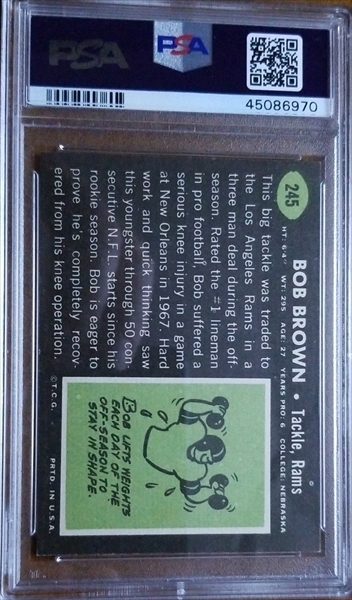 PSA
PSA
45086970
245
BOB BROWN • Tackle, Rams
HT: 6'4" WT: 295 AGE: 27 YEARS PRO: 6 COLLEGE: NEBRASKA
This big tackle was traded to
the Los Angeles Rams in a
three man deal during the off-
season. Rated the #1 lineman
in pro football, Bob suffered a
serious knee injury in a game
at New Orleans in 1967. Hard
work and quick thinking saw
this youngster through 50 con-
secutive N.F.L. starts since his
rookie season. Bob is eager to
prove he's completely recov-
ered from his knee operation.
BOB LIFTS WEIGHTS
EACH DAY OF THE
OFF-SEASON TO
STAY IN SHAPE.
©T.C.G. PRTD. IN U.S.A.